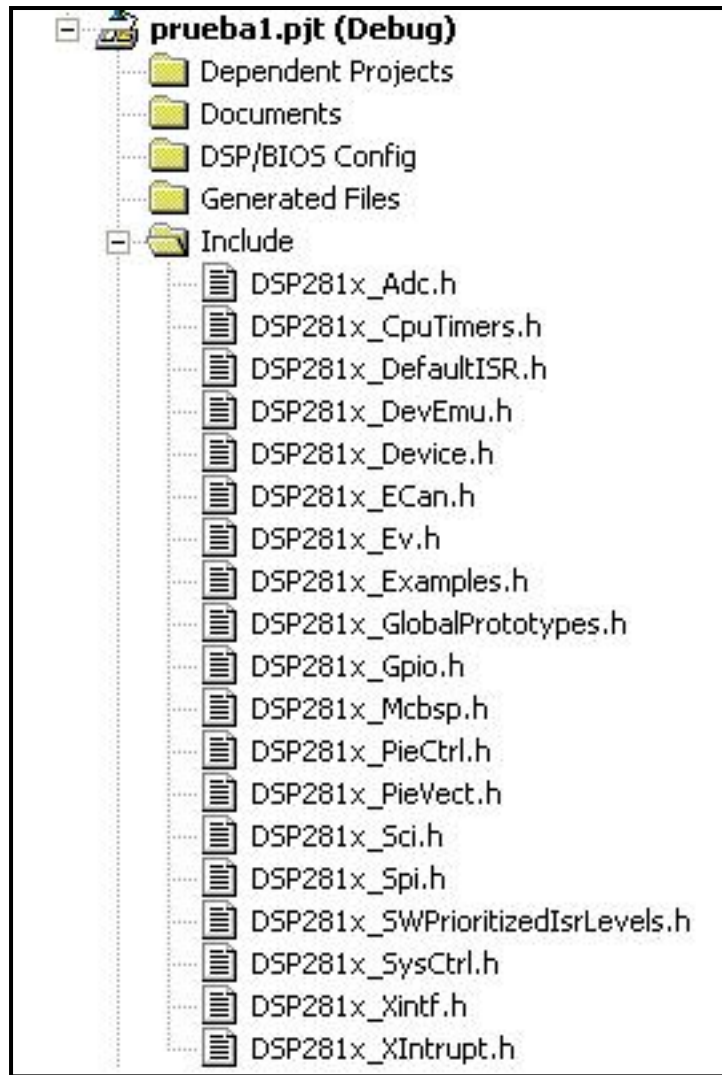 prueba1.pjt (Debug)
Dependent Projects
Documents
DSP/BIOS Config
Generated Files
Include
DSP281x_Adc.h
DSP281x_CpuTimers.h
DSP281x_DefaultISR.h
DSP281x_DevEmu.h
DSP281x_Device.h
DSP281x_ECan.h
DSP281x_Ev.h
DSP281x_Examples.h
DSP281x_GlobalPrototypes.h
DSP281x_Gpio.h
DSP281x_Mcbsp.h
DSP281x_PieCtrl.h
DSP281x_PieVect.h
DSP281x_Sci.h
DSP281x_Spi.h
DSP281x_SWPrioritizedIsrLevels.h
DSP281x_SysCtrl.h
DSP281x_Xintf.h
DSP281x_XIntrupt.h